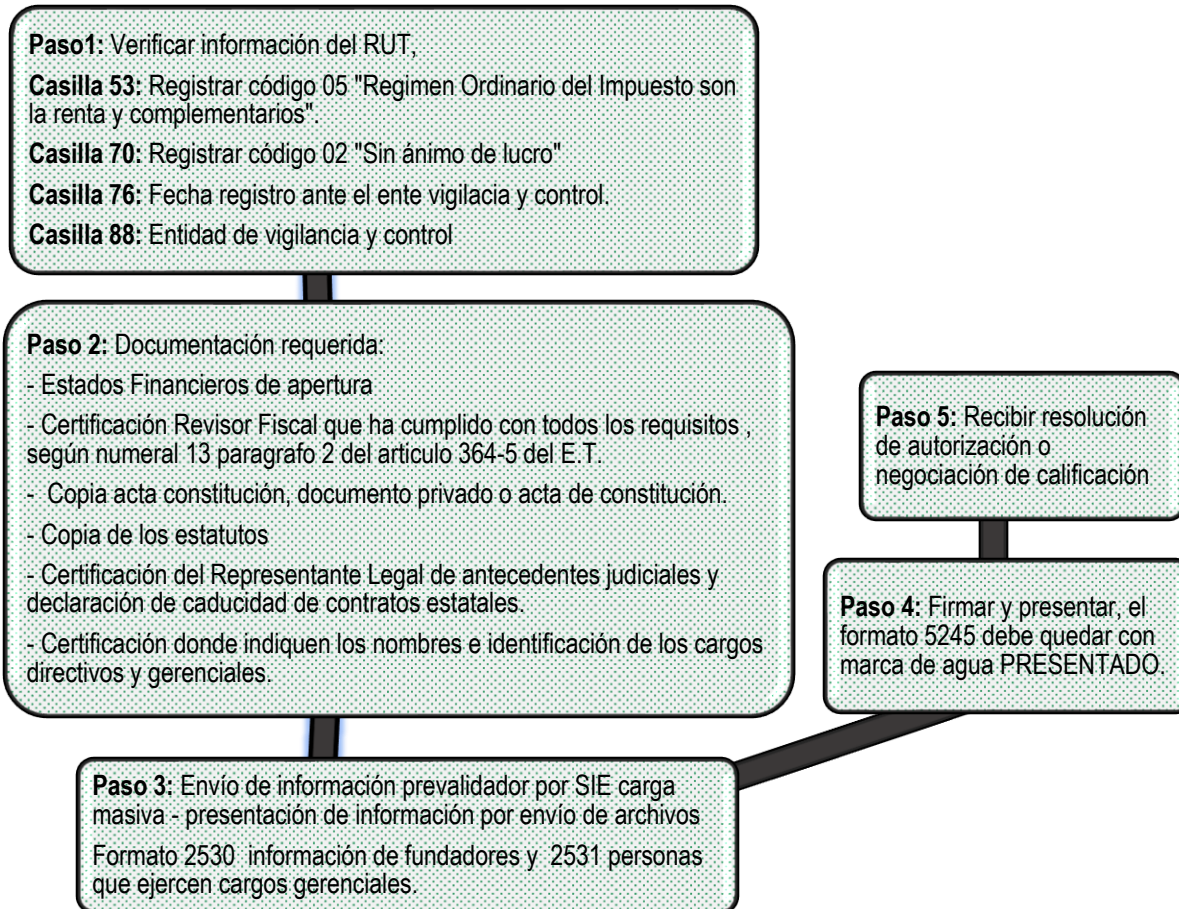 Paso1: Verificar información del RUT,
Casilla 53: Registrar código 05 "Regimen Ordinario del Impuesto son
la renta y complementarios".
Casilla 70: Registrar código 02 "Sin ánimo de lucro"
Casilla 76: Fecha registro ante el ente vigilacia y control.
Casilla 88: Entidad de vigilancia y control
Paso 2: Documentación requerida:
- Estados Financieros de apertura
- Certificación Revisor Fiscal que ha cumplido con todos los requisitos ,
según numeral 13 paragrafo 2 del articulo 364-5 del E.T.
- Copia acta constitución, documento privado o acta de constitución.
- Copia de los estatutos
- Certificación del Representante Legal de antecedentes judiciales y
declaración de caducidad de contratos estatales.
- Certificación donde indiquen los nombres e identificación de los cargos
directivos y gerenciales.
Paso 3: Envío de información prevalidador por SIE carga
masiva - presentación de información por envío de archivos
Formato 2530 información de fundadores y 2531 personas
que ejercen cargos gerenciales.
Paso 4: Firmar y presentar, el
formato 5245 debe quedar con
marca de agua PRESENTADO.
Paso 5: Recibir resolución
de autorización o
negociación de calificación